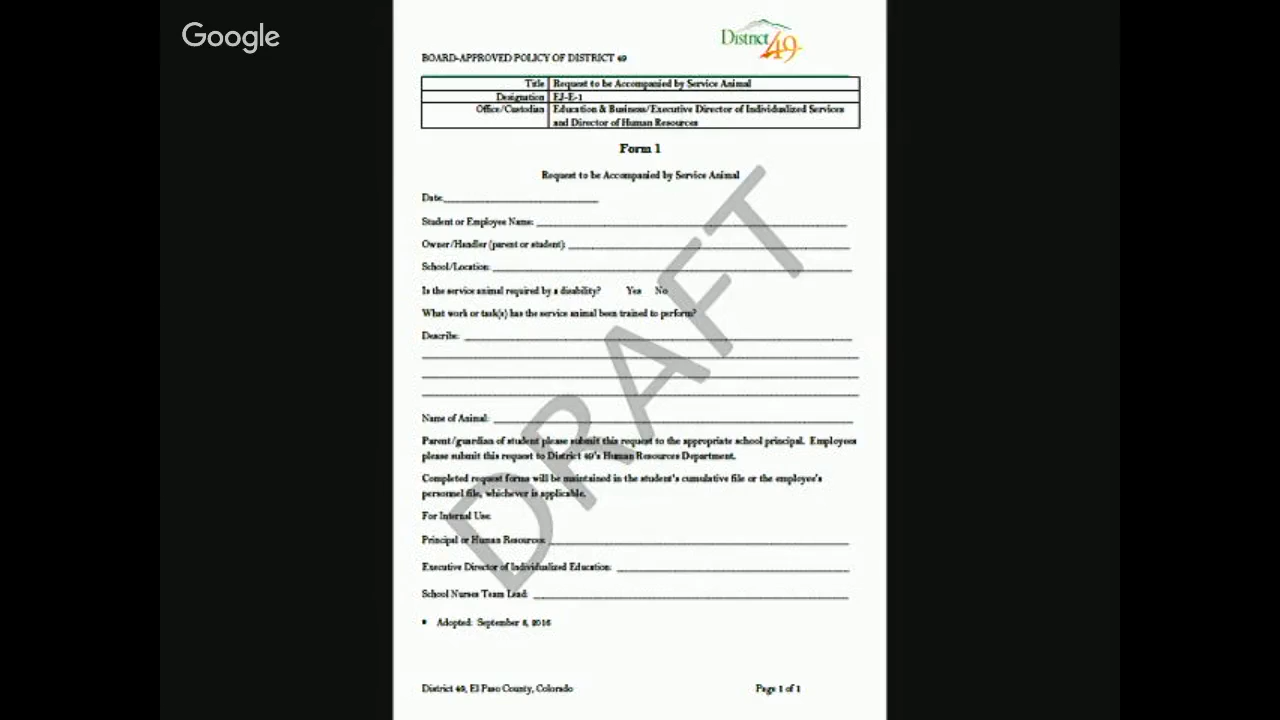 Google
District 49
BOARD-APPROVED POLICY OF DISTRICT 49
Title Request to be Accompanied by Service Animal
Designation EJ-E-1
Office/Custodian Education & Business/Executive Director of Individualized Services
and Director of Human Resources
Form 1
Request to be Accompanied by Service Animal
Date:
Student or Employee Name:
Owner/Handler (parent or student):
School/Location:
Is the service animal required by a disability? Yes No
What work or task(s) has the service animal been trained to perform?
Describe:
Name of Animal:
Parent/guardian of student please submit this request to the appropriate school principal. Employees
please submit this request to District 49's Human Resources Department.
Completed request forms will be maintained in the student's cumulative file or the employee's
personnel file, whichever is applicable.
For Internal Use:
Principal or Human Resources:
Executive Director of Individualized Education:
School Nurses Team Lead:
• Adopted: September 8, 2016
District 49, El Paso County, Colorado Page 1 of 1
DRAFT